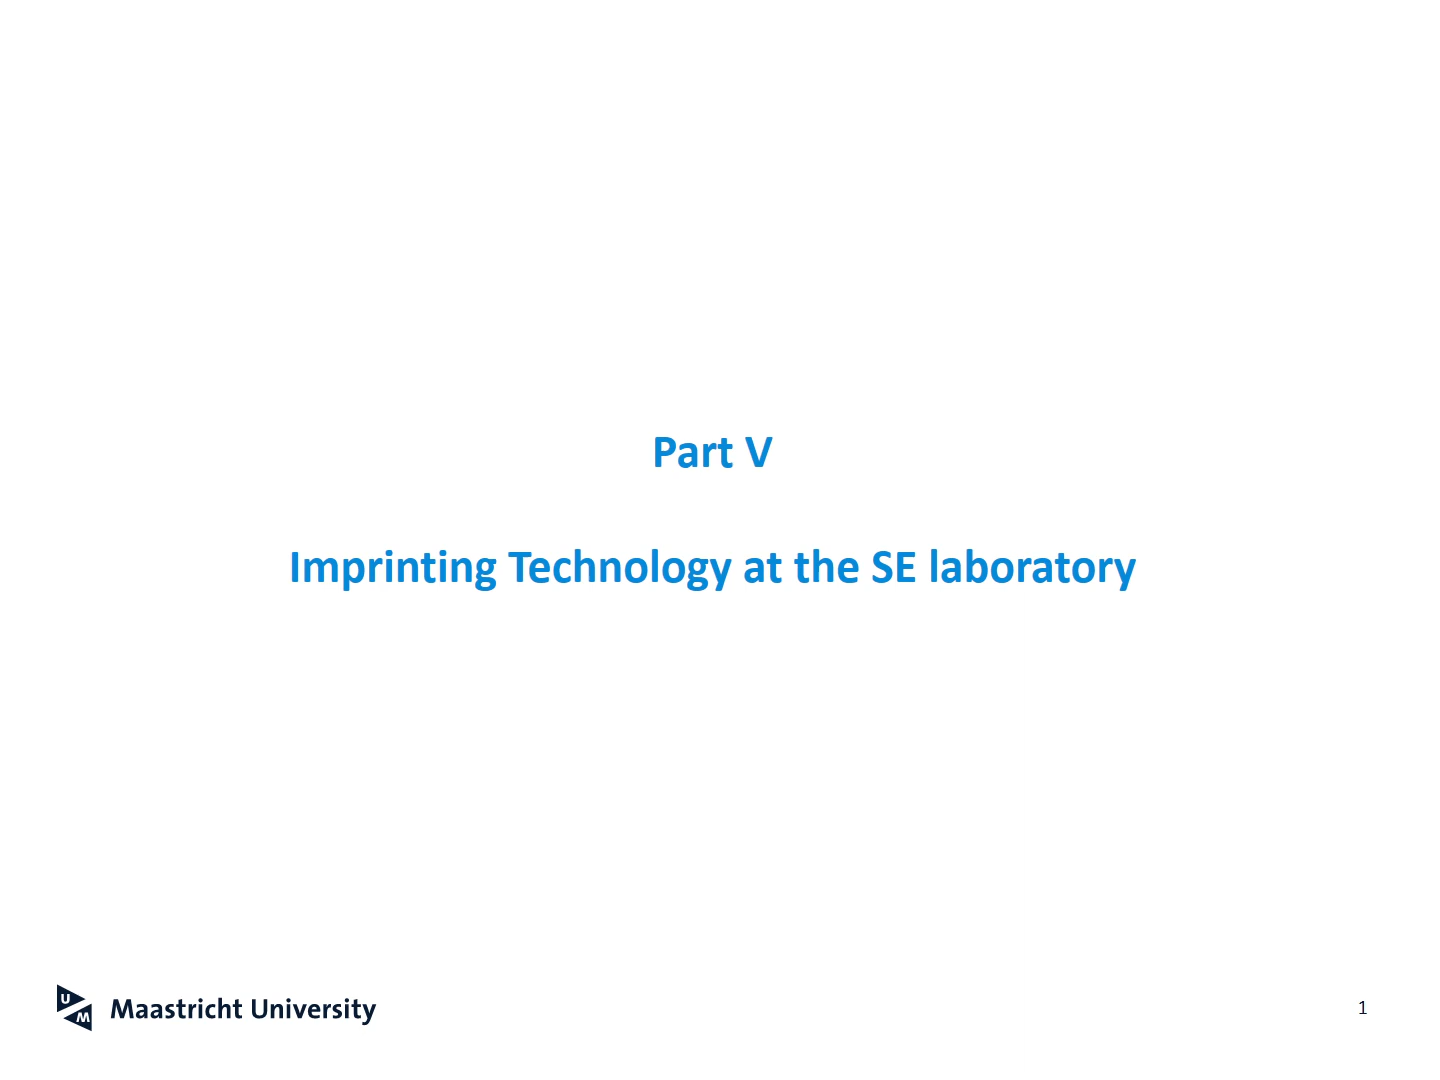 Part V
Imprinting Technology at the SE laboratory
U
M
Maastricht University
1